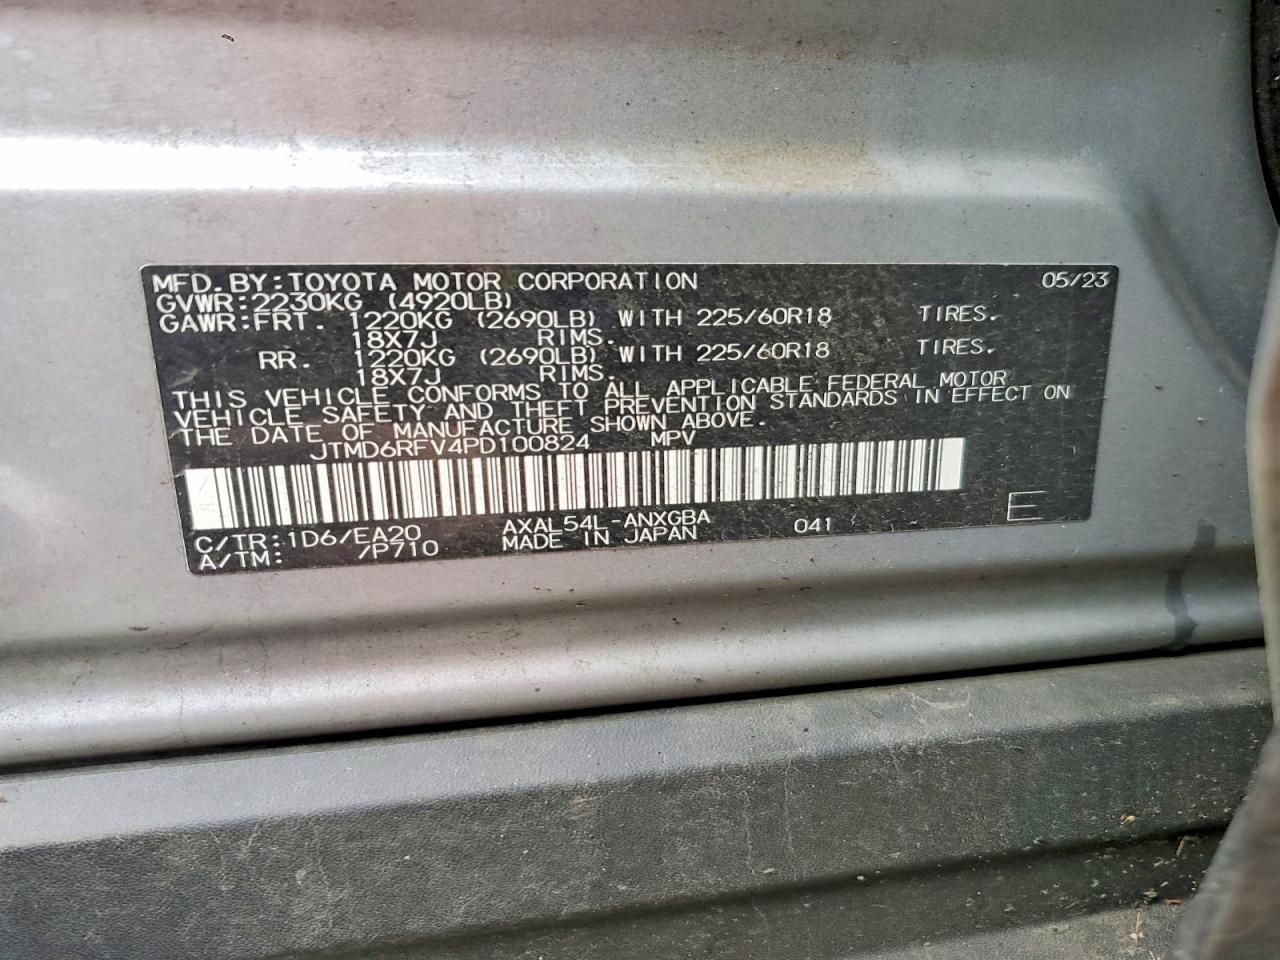 MFD. BY:TOYOTA MOTOR CORPORATION 05/23
GVWR:2230KG (4920LB)
GAWR:FRT. 1220KG (2690LB) WITH 225/60R18 TIRES.
18X7J RIMS.
RR. 1220KG (2690LB) WITH 225/60R18 TIRES.
18X7J RIMS.
THIS VEHICLE CONFORMS TO ALL APPLICABLE FEDERAL MOTOR
VEHICLE SAFETY AND THEFT PREVENTION STANDARDS IN EFFECT ON
THE DATE OF MANUFACTURE SHOWN ABOVE.
JTMD6RFV4PD100824 MPV
C/TR:1D6/EA20 AXAL54L-ANXGBA 041 E
A/TM: /P710 MADE IN JAPAN